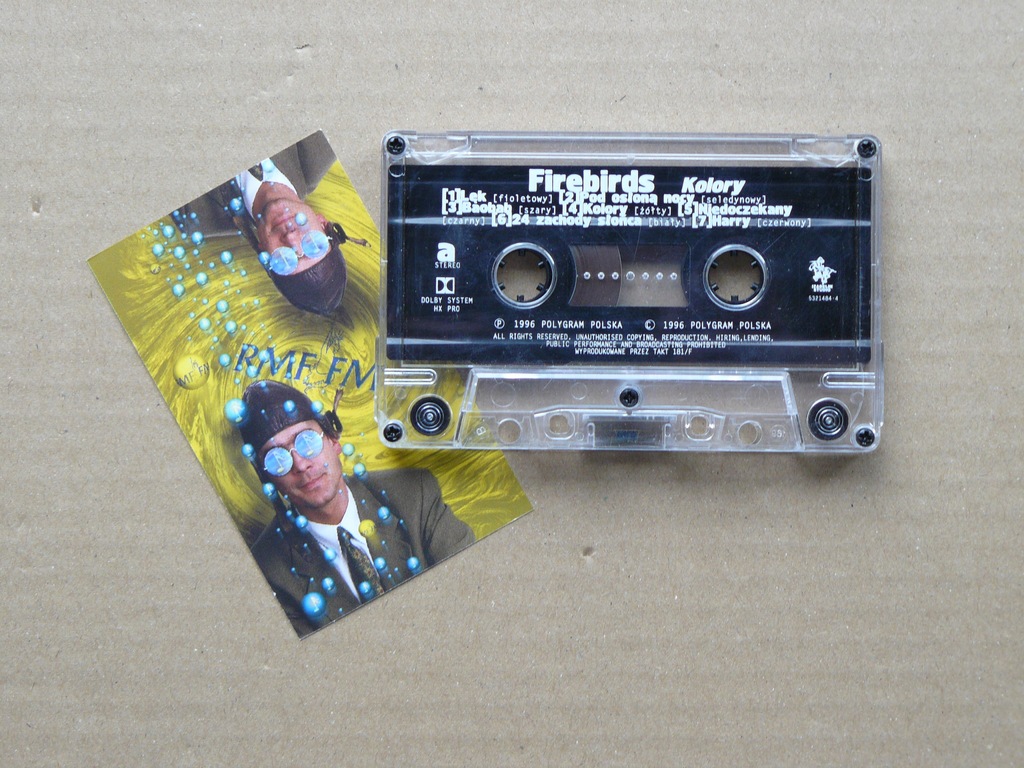 Firebirds Kolory
[1]Lęk [fioletowy] [2]Pod osłoną nocy [seledynowy]
[3]Baobab [szary] [4]Kolory [żółty] [5]Niedoczekany
[czarny] [6]24 zachody słońca [biały] [7]Harry [czerwony]
a
STEREO
DOLBY SYSTEM
HX PRO
5321484-4
℗ 1996 POLYGRAM POLSKA © 1996 POLYGRAM POLSKA
ALL RIGHTS RESERVED. UNAUTHORISED COPYING, REPRODUCTION, HIRING,LENDING,
PUBLIC PERFORMANCE AND BROADCASTING PROHIBITED
WYPRODUKOWANE PRZEZ TAKT 181/F
RMF FM
RMF FM